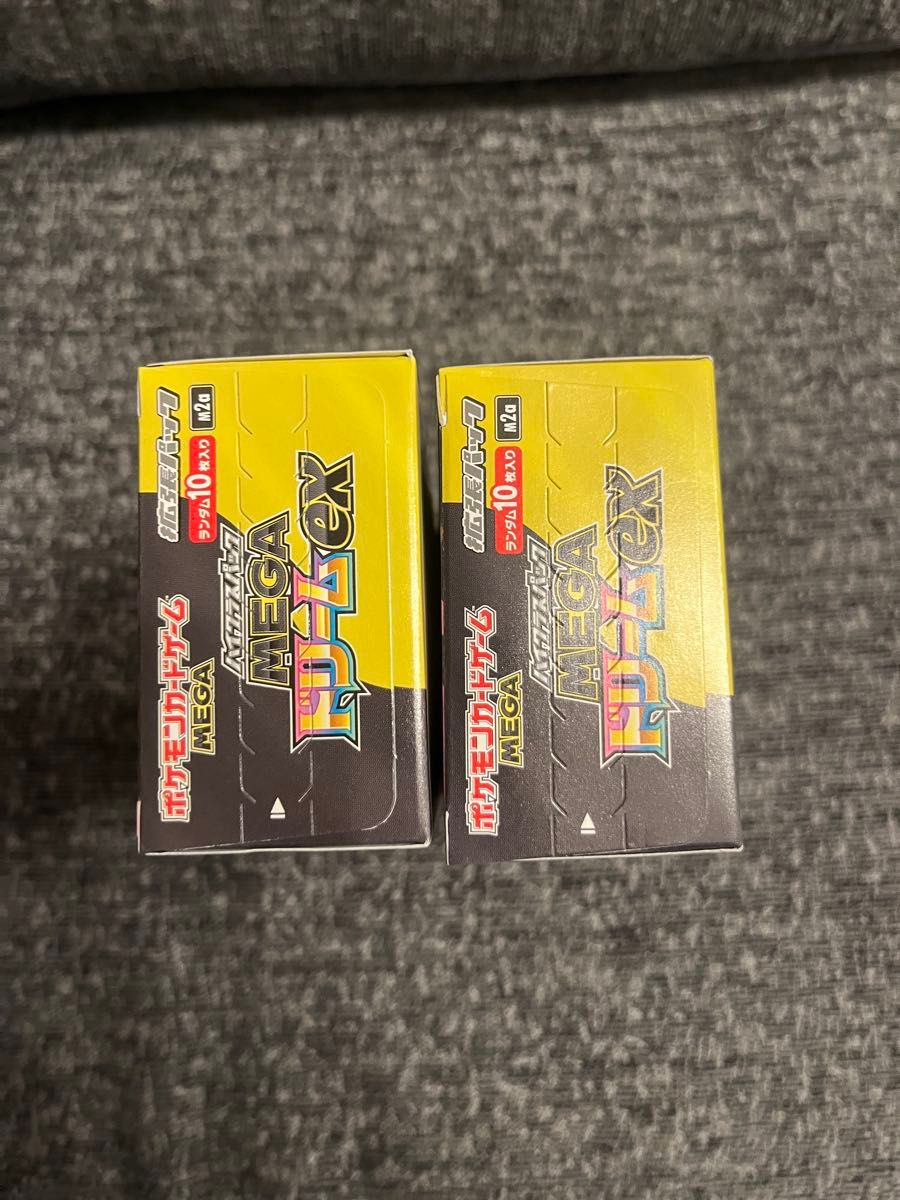 ポケモンカードゲーム
MEGA
拡張パック
ハイクラスパック
MEGA
ドリームex
ランダム10枚入り
M2a
ポケモンカードゲーム
MEGA
拡張パック
ハイクラスパック
MEGA
ドリームex
ランダム10枚入り
M2a